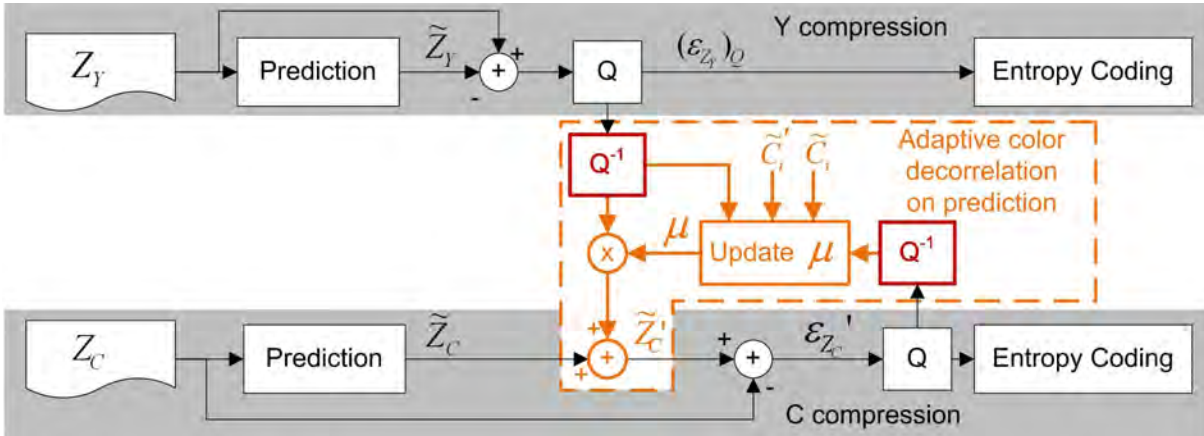 Y compression
Z_Y
Prediction
Z̃_Y
+
-
+
Q
(ε_{Z_Y})_Q
Entropy Coding
Q⁻¹
C̃_i'
C̃_i
Adaptive color
decorrelation
on prediction
x
μ
Update μ
Q⁻¹
Z_C
Prediction
Z̃_C
+
+
+
Z̃_C'
+
+
-
ε_{Z_C}'
Q
Entropy Coding
C compression